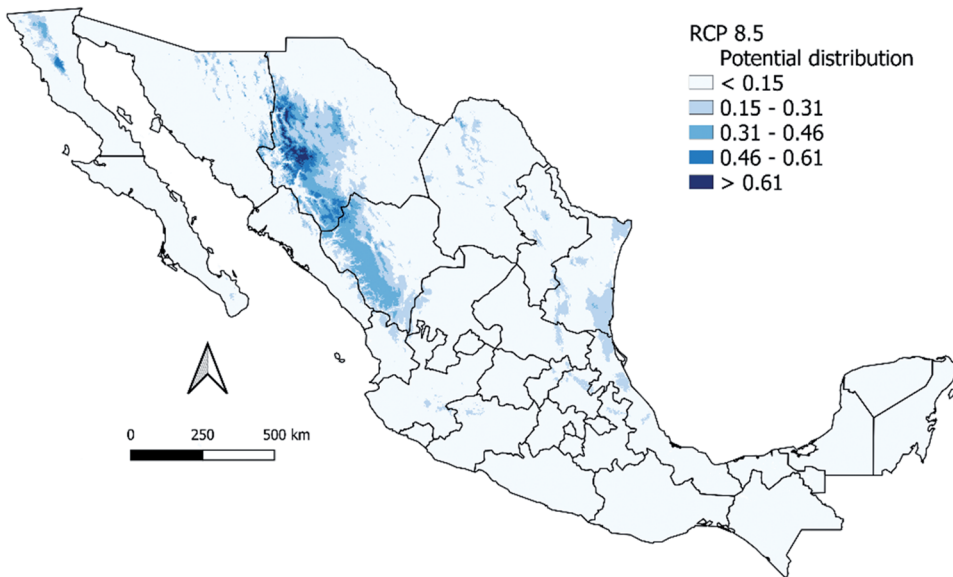 RCP 8.5
Potential distribution
< 0.15
0.15 - 0.31
0.31 - 0.46
0.46 - 0.61
> 0.61
0 250 500 km